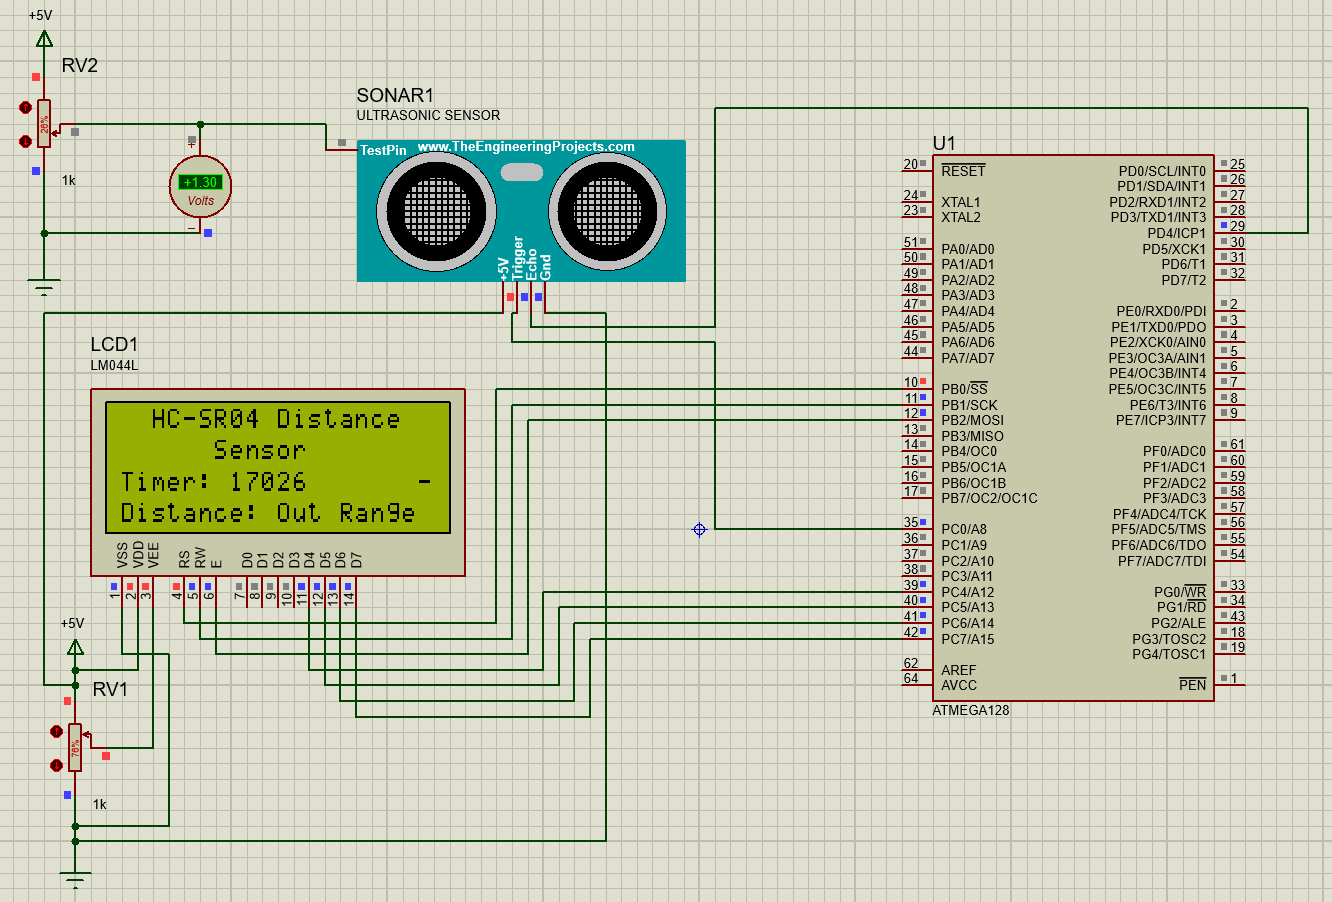 +5V
RV2
26%
1k
+1.30
Volts
SONAR1
ULTRASONIC SENSOR
TestPin
www.TheEngineeringProjects.com
+5V
Trigger
Echo
Gnd
LCD1
LM044L
HC-SR04 Distance
Sensor
Timer: 17026 -
Distance: Out Range
VSS
VDD
VEE
RS
RW
E
D0
D1
D2
D3
D4
D5
D6
D7
1
2
3
4
5
6
7
8
9
10
11
12
13
14
+5V
RV1
76%
1k
U1
20 RESET
24 XTAL1
23 XTAL2
51 PA0/AD0
50 PA1/AD1
49 PA2/AD2
48 PA3/AD3
47 PA4/AD4
46 PA5/AD5
45 PA6/AD6
44 PA7/AD7
10 PB0/SS
11 PB1/SCK
12 PB2/MOSI
13 PB3/MISO
14 PB4/OC0
15 PB5/OC1A
16 PB6/OC1B
17 PB7/OC2/OC1C
35 PC0/A8
36 PC1/A9
37 PC2/A10
38 PC3/A11
39 PC4/A12
40 PC5/A13
41 PC6/A14
42 PC7/A15
62 AREF
64 AVCC
PD0/SCL/INT0 25
PD1/SDA/INT1 26
PD2/RXD1/INT2 27
PD3/TXD1/INT3 28
PD4/ICP1 29
PD5/XCK1 30
PD6/T1 31
PD7/T2 32
PE0/RXD0/PDI 2
PE1/TXD0/PDO 3
PE2/XCK0/AIN0 4
PE3/OC3A/AIN1 5
PE4/OC3B/INT4 6
PE5/OC3C/INT5 7
PE6/T3/INT6 8
PE7/ICP3/INT7 9
PF0/ADC0 61
PF1/ADC1 60
PF2/ADC2 59
PF3/ADC3 58
PF4/ADC4/TCK 57
PF5/ADC5/TMS 56
PF6/ADC6/TDO 55
PF7/ADC7/TDI 54
PG0/WR 33
PG1/RD 34
PG2/ALE 43
PG3/TOSC2 18
PG4/TOSC1 19
PEN 1
ATMEGA128